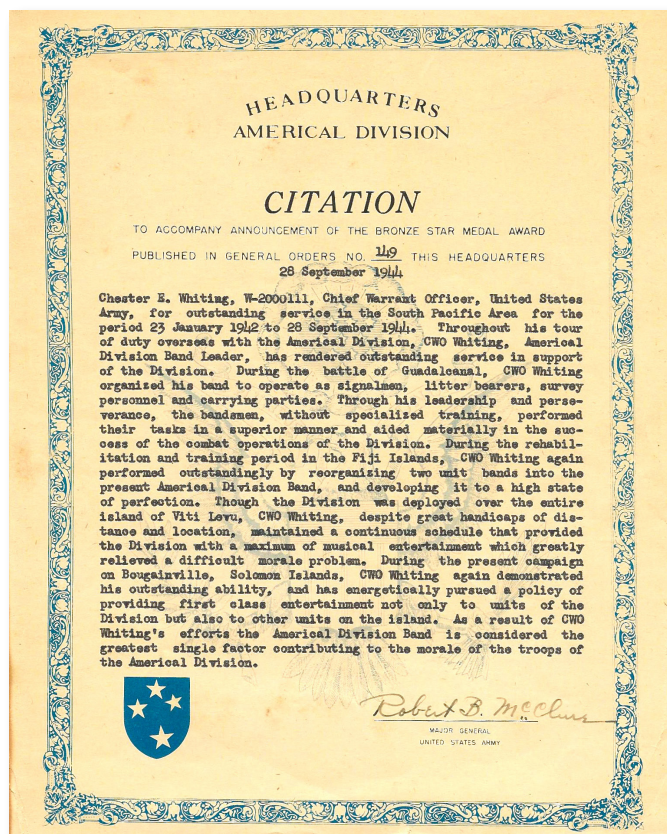 HEADQUARTERS
AMERICAL DIVISION
CITATION
TO ACCOMPANY ANNOUNCEMENT OF THE BRONZE STAR MEDAL AWARD
PUBLISHED IN GENERAL ORDERS NO. 149 THIS HEADQUARTERS
28 September 1944
Chester E. Whiting, W-2000111, Chief Warrant Officer, United States
Army, for outstanding service in the South Pacific Area for the
period 23 January 1942 to 28 September 1944. Throughout his tour
of duty overseas with the Americal Division, CWO Whiting, Americal
Division Band Leader, has rendered outstanding service in support
of the Division. During the battle of Guadalcanal, CWO Whiting
organized his band to operate as signalmen, litter bearers, survey
personnel and carrying parties. Through his leadership and perse-
verance, the bandsmen, without specialized training, performed
their tasks in a superior manner and aided materially in the suc-
cess of the combat operations of the Division. During the rehabil-
itation and training period in the Fiji Islands, CWO Whiting again
performed outstandingly by reorganizing two unit bands into the
present Americal Division Band, and developing it to a high state
of perfection. Though the Division was deployed over the entire
island of Viti Levu, CWO Whiting, despite great handicaps of dis-
tance and location, maintained a continuous schedule that provided
the Division with a maximum of musical entertainment which greatly
relieved a difficult morale problem. During the present campaign
on Bougainville, Solomon Islands, CWO Whiting again demonstrated
his outstanding ability, and has energetically pursued a policy of
providing first class entertainment not only to units of the
Division but also to other units on the island. As a result of CWO
Whiting's efforts the Americal Division Band is considered the
greatest single factor contributing to the morale of the troops of
the Americal Division.
Robert B. McClure
MAJOR GENERAL
UNITED STATES ARMY